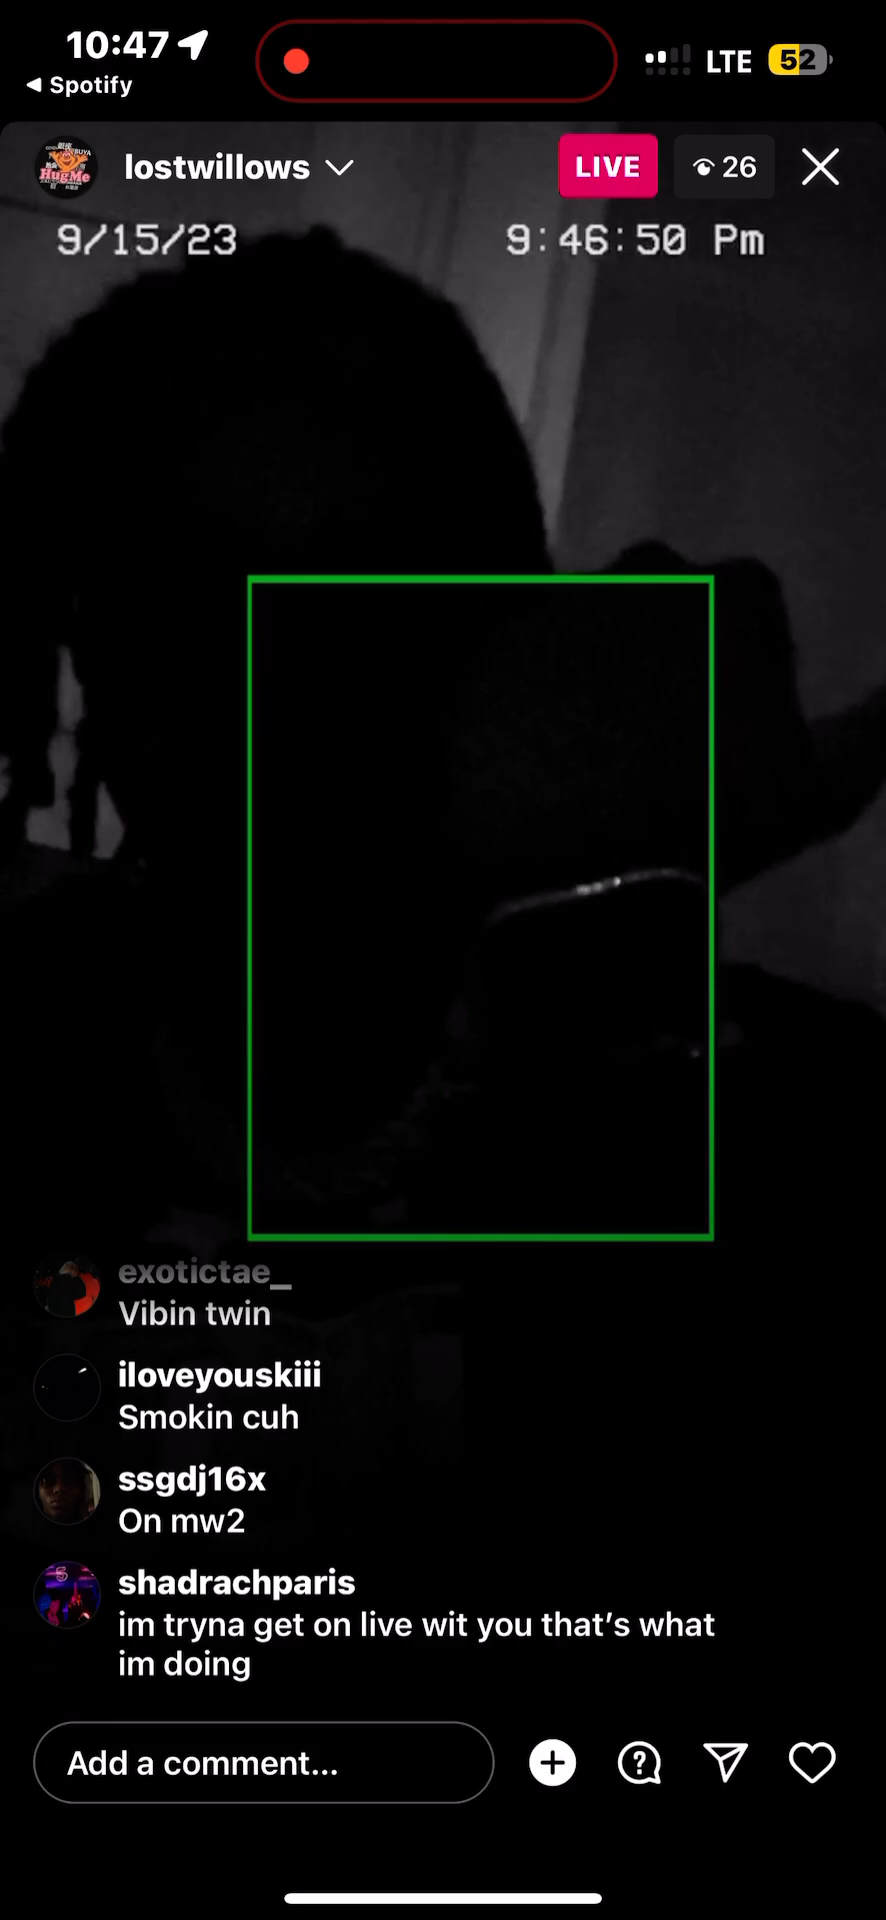 10:47
Spotify
LTE
52
HugMe
lostwillows
LIVE
26
9/15/23
9:46:50 Pm
exotictae_
Vibin twin
iloveyouskiii
Smokin cuh
ssgdj16x
On mw2
shadrachparis
im tryna get on live wit you that's what
im doing
Add a comment...